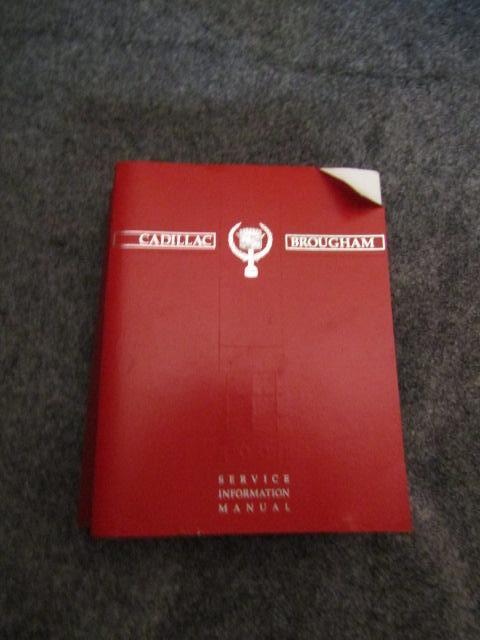 CADILLAC BROUGHAM
SERVICE
INFORMATION
MANUAL